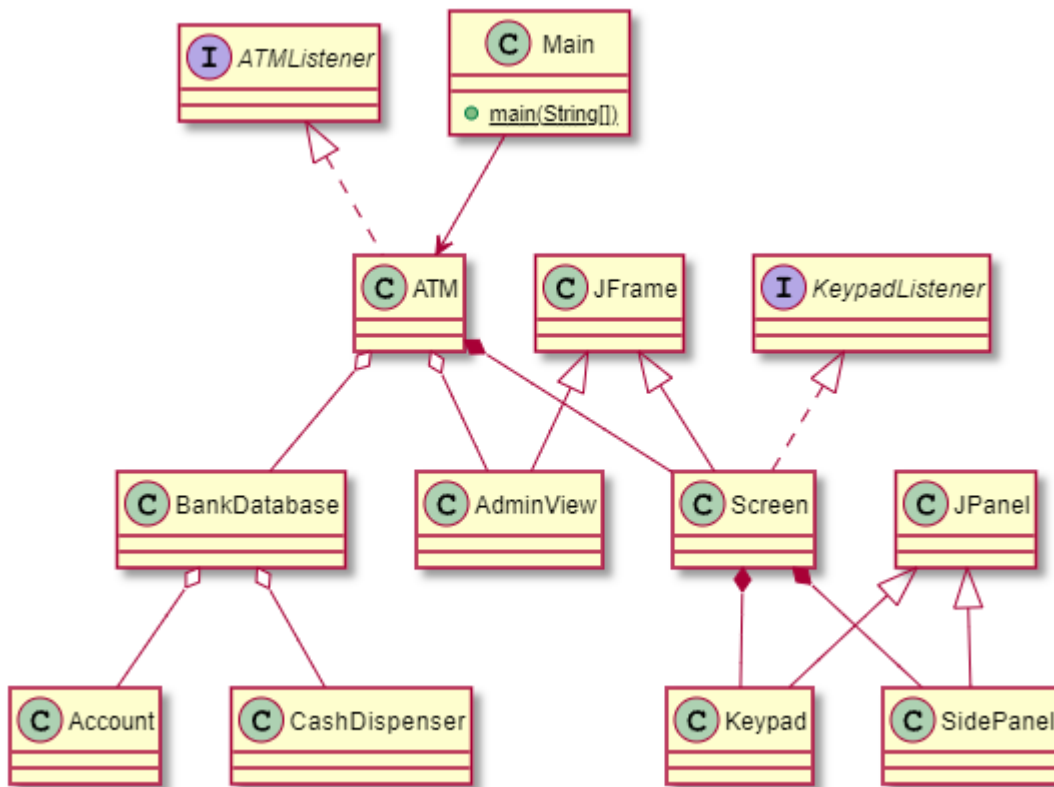 I ATMListener
C Main
main(String[])
C ATM
C JFrame
I KeypadListener
C BankDatabase
C AdminView
C Screen
C JPanel
C Account
C CashDispenser
C Keypad
C SidePanel